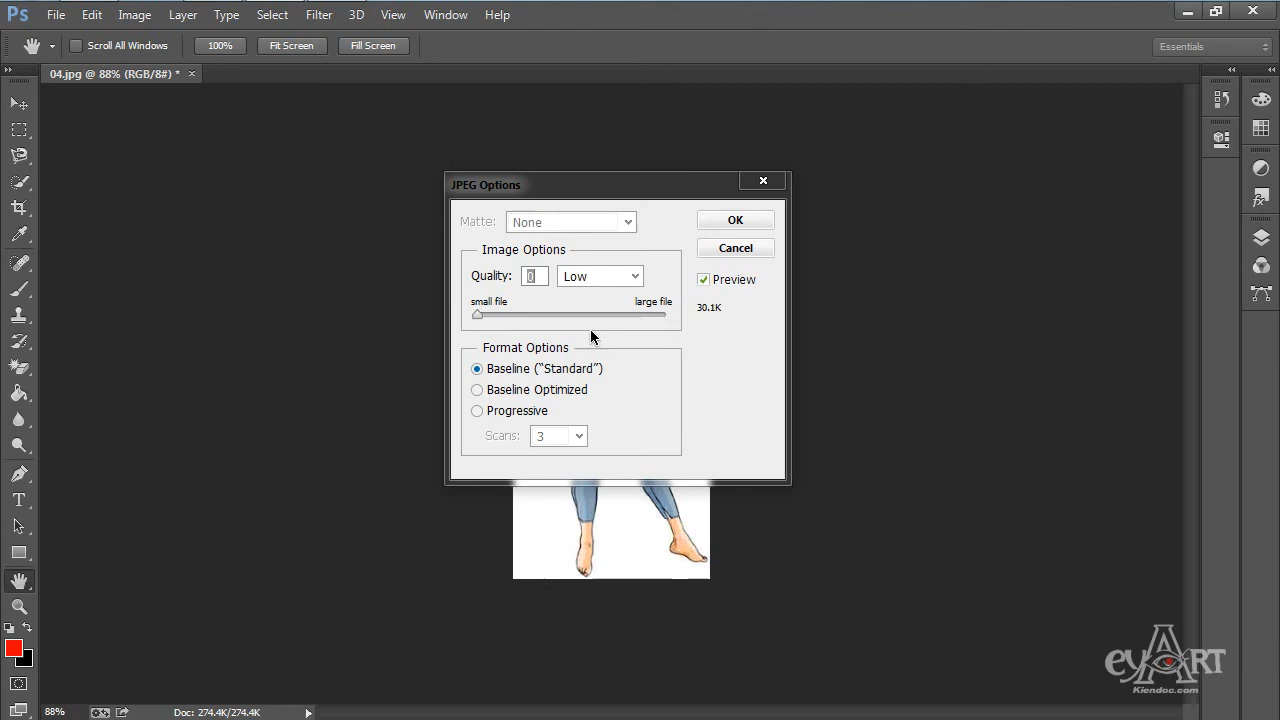 Ps File Edit Image Layer Type Select Filter 3D View Window Help
Scroll All Windows 100% Fit Screen Fill Screen Essentials
04.jpg @ 88% (RGB/8#) * ×
JPEG Options
Matte: None
OK
Image Options
Cancel
Quality: 0 Low
Preview
small file large file
30.1K
Format Options
Baseline (“Standard”)
Baseline Optimized
Progressive
Scans: 3
eyART
Kiendoc.com
88% Doc: 274.4K/274.4K